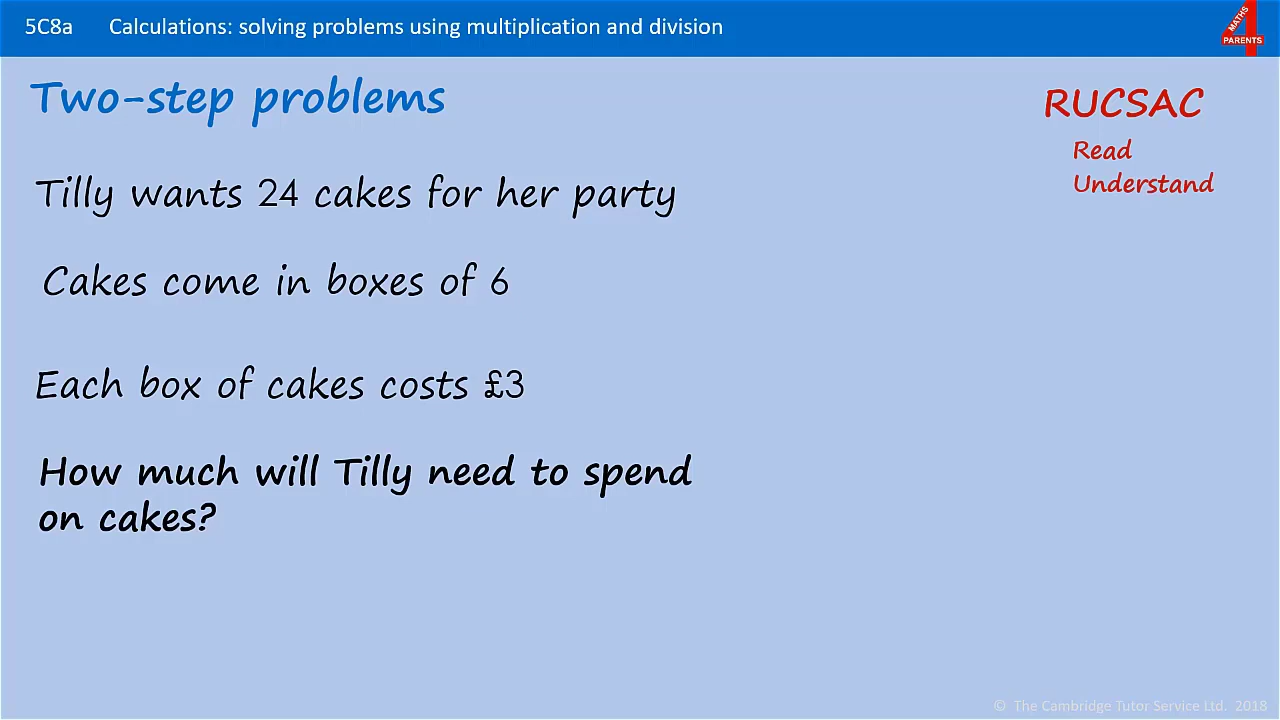 5C8a Calculations: solving problems using multiplication and division
MATHS
4
PARENTS
Two-step problems
RUCSAC
Read
Understand
Tilly wants 24 cakes for her party
Cakes come in boxes of 6
Each box of cakes costs £3
How much will Tilly need to spend
on cakes?
© The Cambridge Tutor Service Ltd. 2018